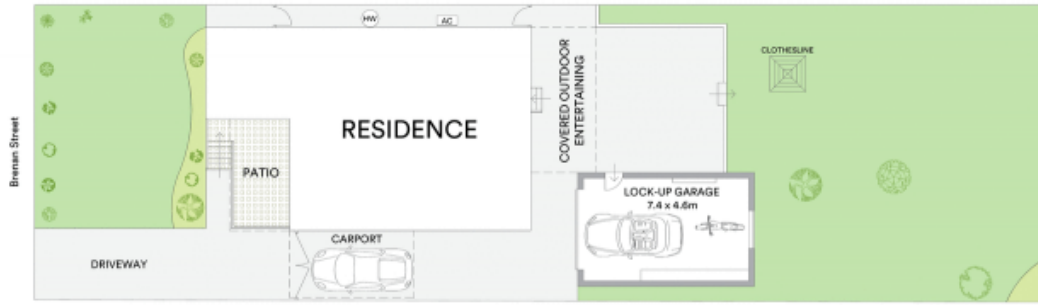 HW
AC
CLOTHESLINE
COVERED OUTDOOR
ENTERTAINING
RESIDENCE
Brenan Street
PATIO
LOCK-UP GARAGE
7.4 x 4.6m
CARPORT
DRIVEWAY